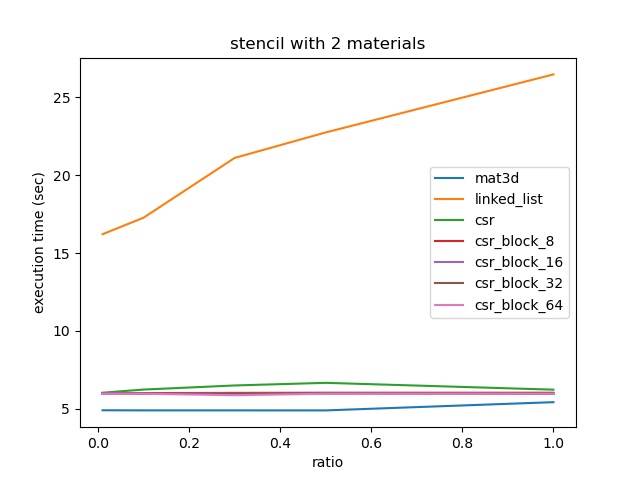 stencil with 2 materials
execution time (sec)
25
20
15
10
5
mat3d
linked_list
csr
csr_block_8
csr_block_16
csr_block_32
csr_block_64
0.0 0.2 0.4 0.6 0.8 1.0
ratio